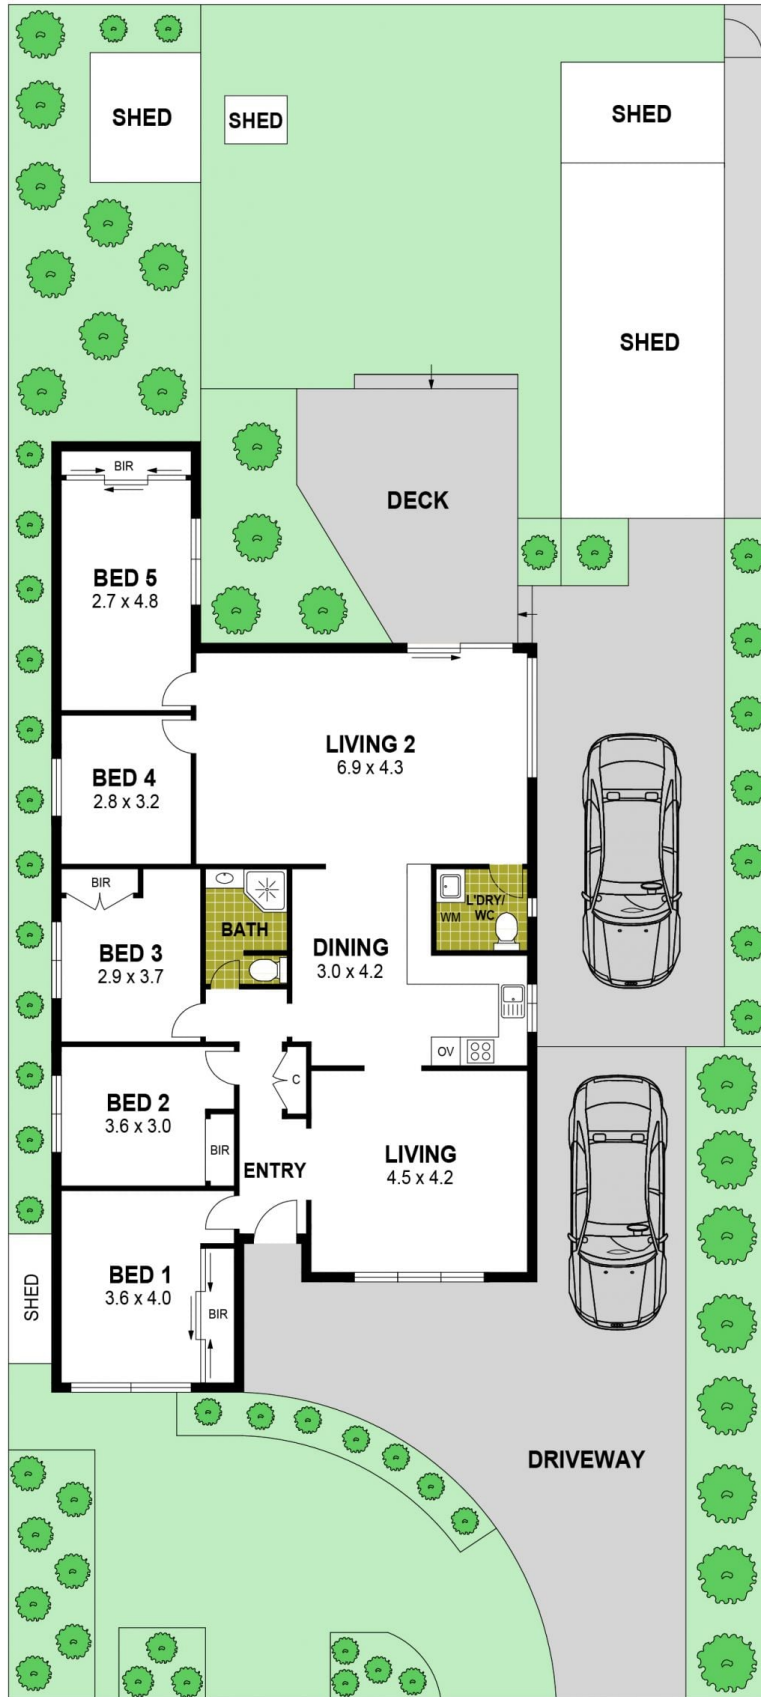 SHED
SHED
SHED
SHED
BIR
DECK
BED 5
2.7 x 4.8
LIVING 2
6.9 x 4.3
BED 4
2.8 x 3.2
BIR
L'DRY/
WC
WM
BATH
DINING
3.0 x 4.2
BED 3
2.9 x 3.7
OV
C
BED 2
3.6 x 3.0
BIR
ENTRY
LIVING
4.5 x 4.2
BED 1
3.6 x 4.0
BIR
SHED
DRIVEWAY